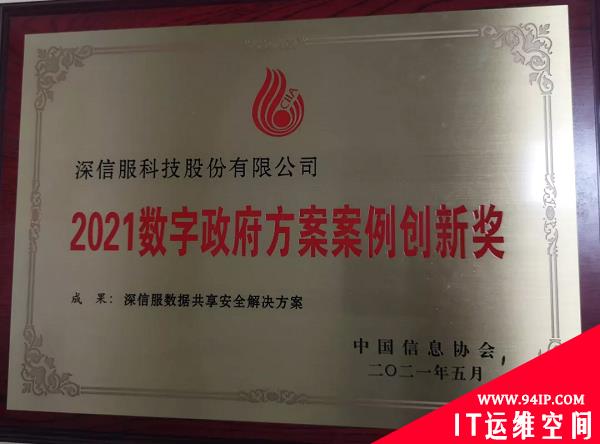 CIIA
深信服科技股份有限公司
2021数字政府方案案例创新奖
成 果：深信服数据共享安全解决方案
中国信息协会
二〇二一年五月
WWW.94IP.COM
IT运维空间